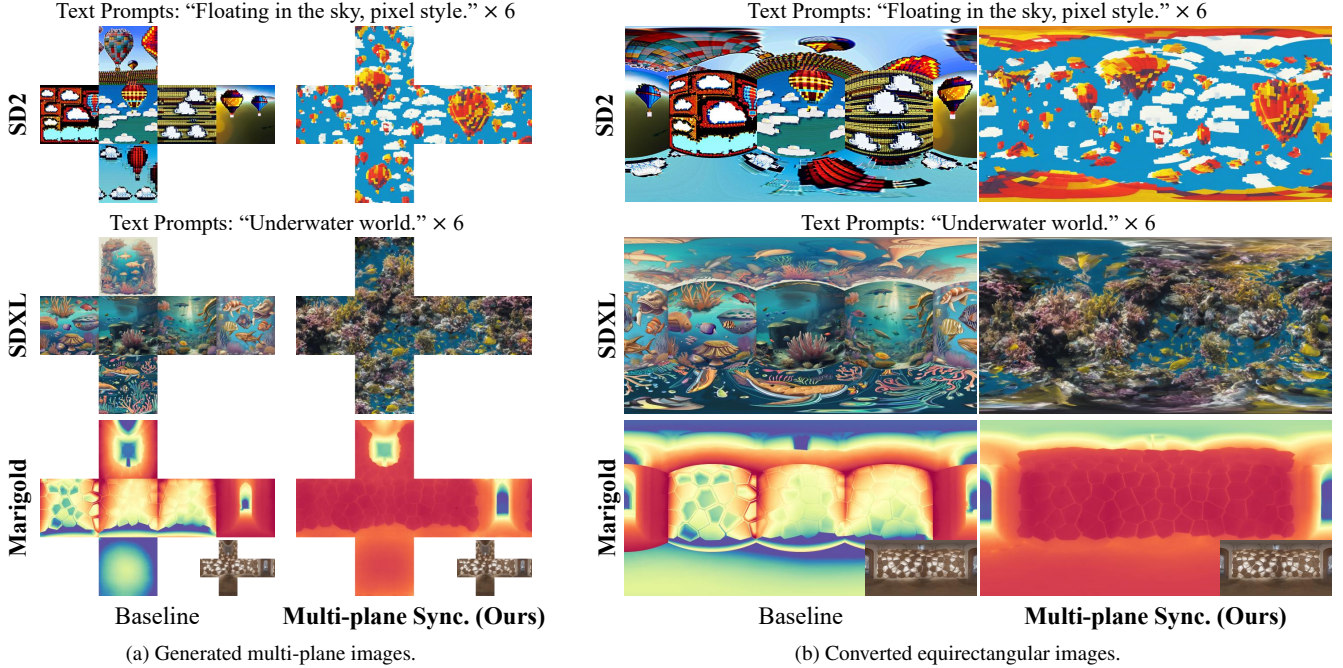 Text Prompts: “Floating in the sky, pixel style.” × 6
Text Prompts: “Floating in the sky, pixel style.” × 6
SD2
SD2
Text Prompts: “Underwater world.” × 6
Text Prompts: “Underwater world.” × 6
SDXL
SDXL
Marigold
Marigold
Baseline
Multi-plane Sync. (Ours)
Baseline
Multi-plane Sync. (Ours)
(a) Generated multi-plane images.
(b) Converted equirectangular images.